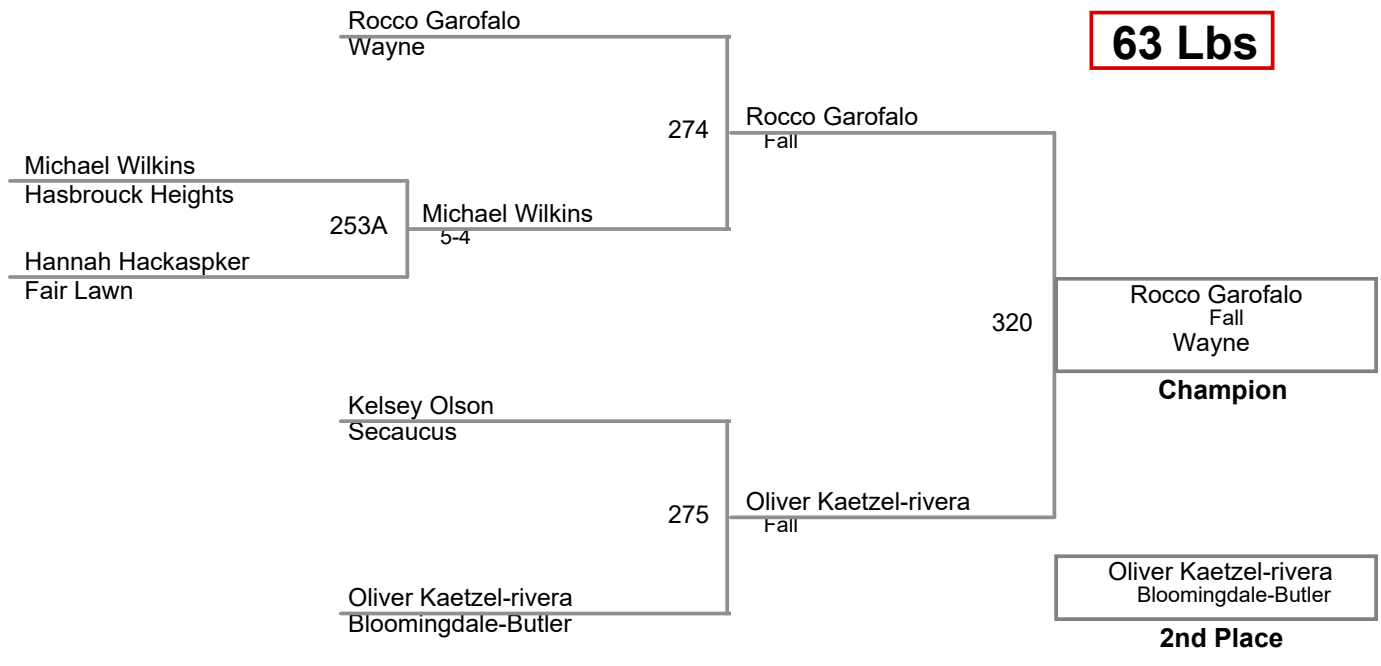 Rocco Garofalo
Wayne
63 Lbs
274
Rocco Garofalo
Fall
Michael Wilkins
Hasbrouck Heights
253A
Michael Wilkins
5-4
Hannah Hackaspker
Fair Lawn
320
Rocco Garofalo
Fall
Wayne
Champion
Kelsey Olson
Secaucus
275
Oliver Kaetzel-rivera
Fall
Oliver Kaetzel-rivera
Bloomingdale-Butler
Oliver Kaetzel-rivera
Bloomingdale-Butler
2nd Place